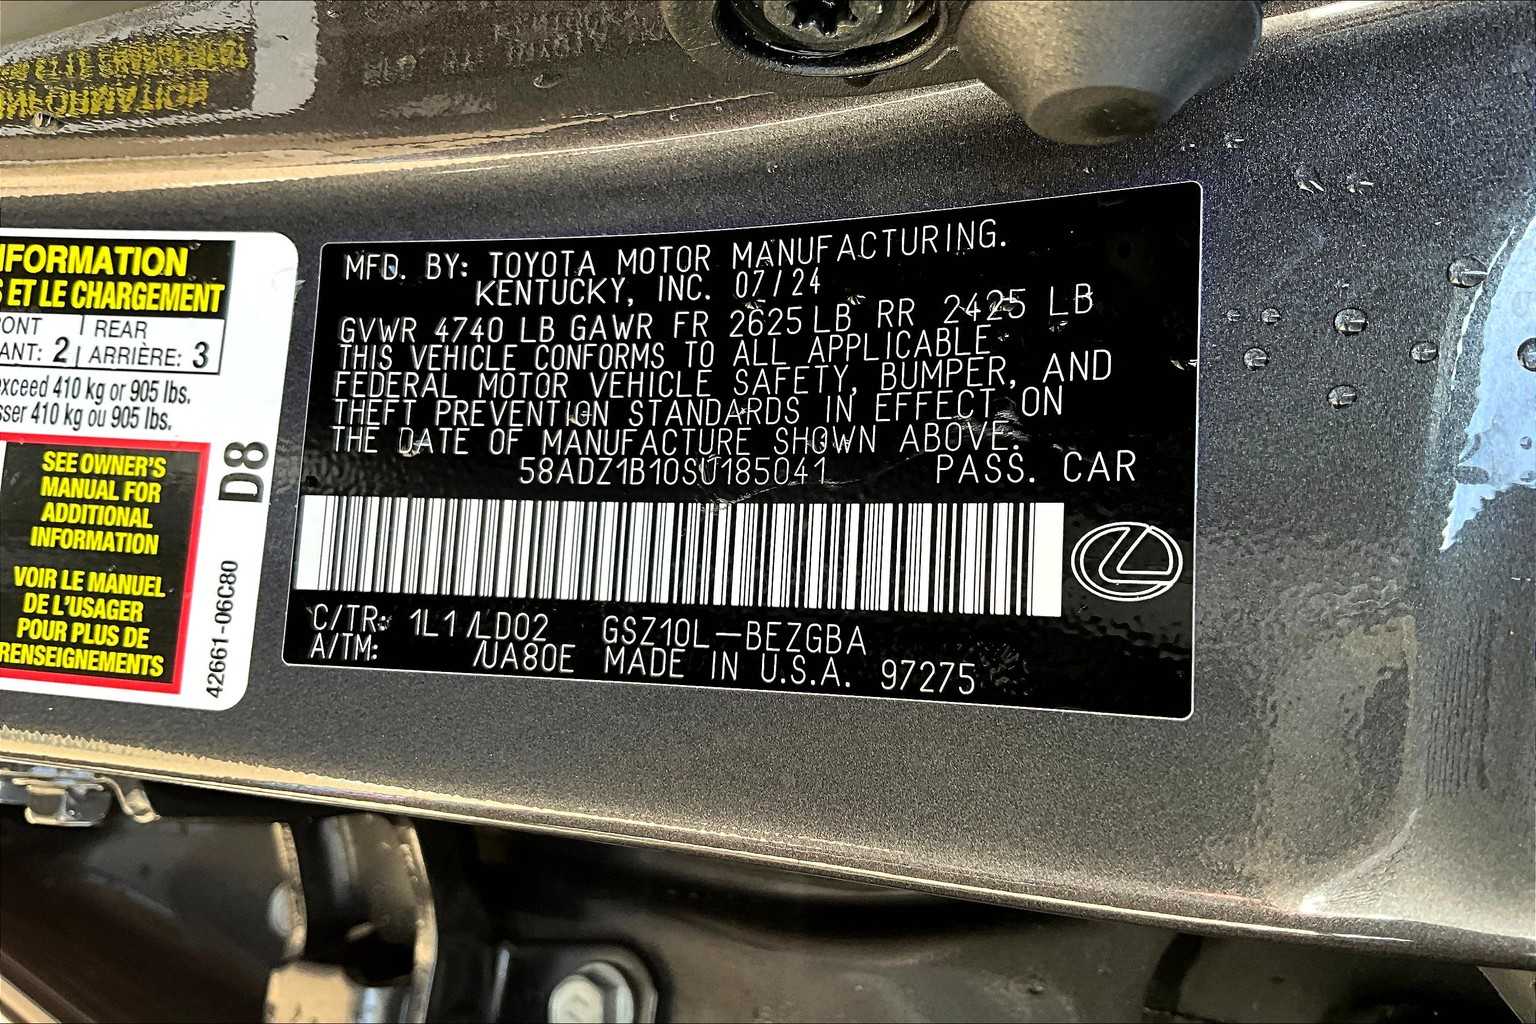 INFORMATION
S ET LE CHARGEMENT
ONT | REAR
ANT: 2 | ARRIÈRE: 3
exceed 410 kg or 905 lbs.
sser 410 kg ou 905 lbs.
SEE OWNER'S
MANUAL FOR
ADDITIONAL
INFORMATION
VOIR LE MANUEL
DE L'USAGER
POUR PLUS DE
RENSEIGNEMENTS
D8
42661-06C80
MFD. BY: TOYOTA MOTOR MANUFACTURING.
KENTUCKY, INC. 07/24
GVWR 4740 LB GAWR FR 2625 LB RR 2425 LB
THIS VEHICLE CONFORMS TO ALL APPLICABLE
FEDERAL MOTOR VEHICLE SAFETY, BUMPER, AND
THEFT PREVENTION STANDARDS IN EFFECT ON
THE DATE OF MANUFACTURE SHOWN ABOVE.
58ADZ1B10SU185041 PASS. CAR
C/TR: 1L1/LD02 GSZ10L-BEZGBA
A/TM: /UA80E MADE IN U.S.A. 97275